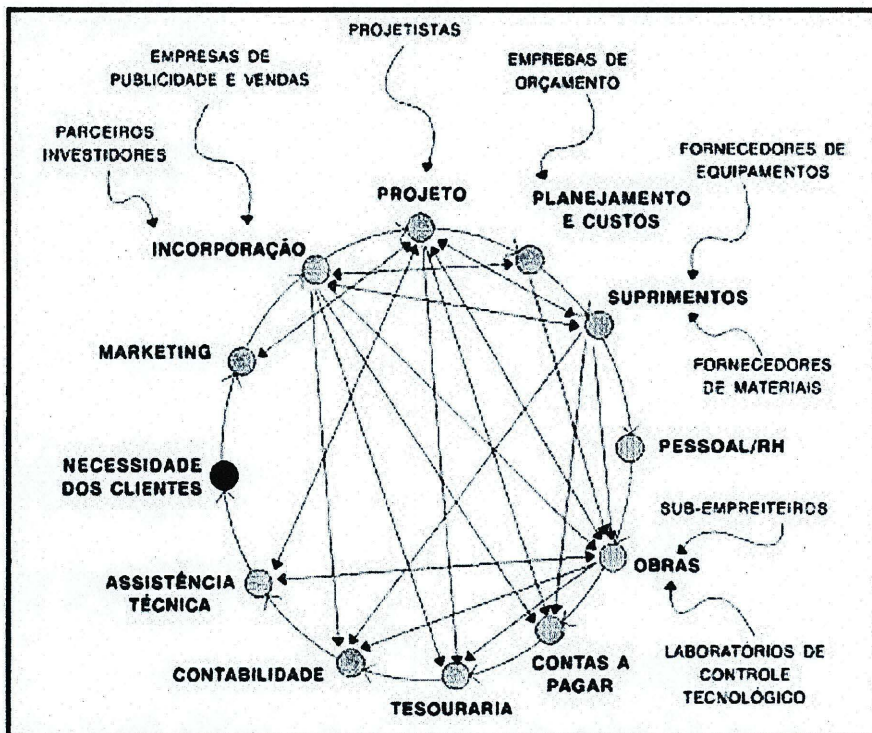 PROJETISTAS
EMPRESAS DE
PUBLICIDADE E VENDAS
EMPRESAS DE
ORÇAMENTO
PARCEIROS
INVESTIDORES
FORNECEDORES DE
EQUIPAMENTOS
PROJETO
PLANEJAMENTO
E CUSTOS
INCORPORAÇÃO
SUPRIMENTOS
MARKETING
FORNECEDORES
DE MATERIAIS
NECESSIDADE
DOS CLIENTES
PESSOAL/RH
SUB-EMPREITEIROS
OBRAS
ASSISTÊNCIA
TÉCNICA
CONTABILIDADE
TESOURARIA
CONTAS A
PAGAR
LABORATÓRIOS DE
CONTROLE
TECNOLÓGICO